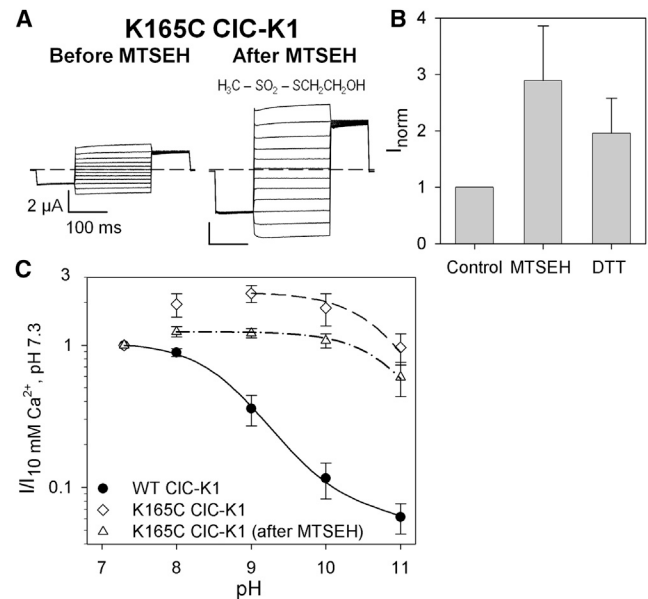 A
K165C ClC-K1
Before MTSEH After MTSEH
H₃C – SO₂ – SCH₂CH₂OH
2 µA
100 ms
B
4
3
2
1
0
Iₙₒᵣₘ
Control MTSEH DTT
C
3
1
0.1
I/I₁₀ mM Ca²⁺, pH 7.3
WT ClC-K1
K165C ClC-K1
K165C ClC-K1 (after MTSEH)
7 8 9 10 11
pH